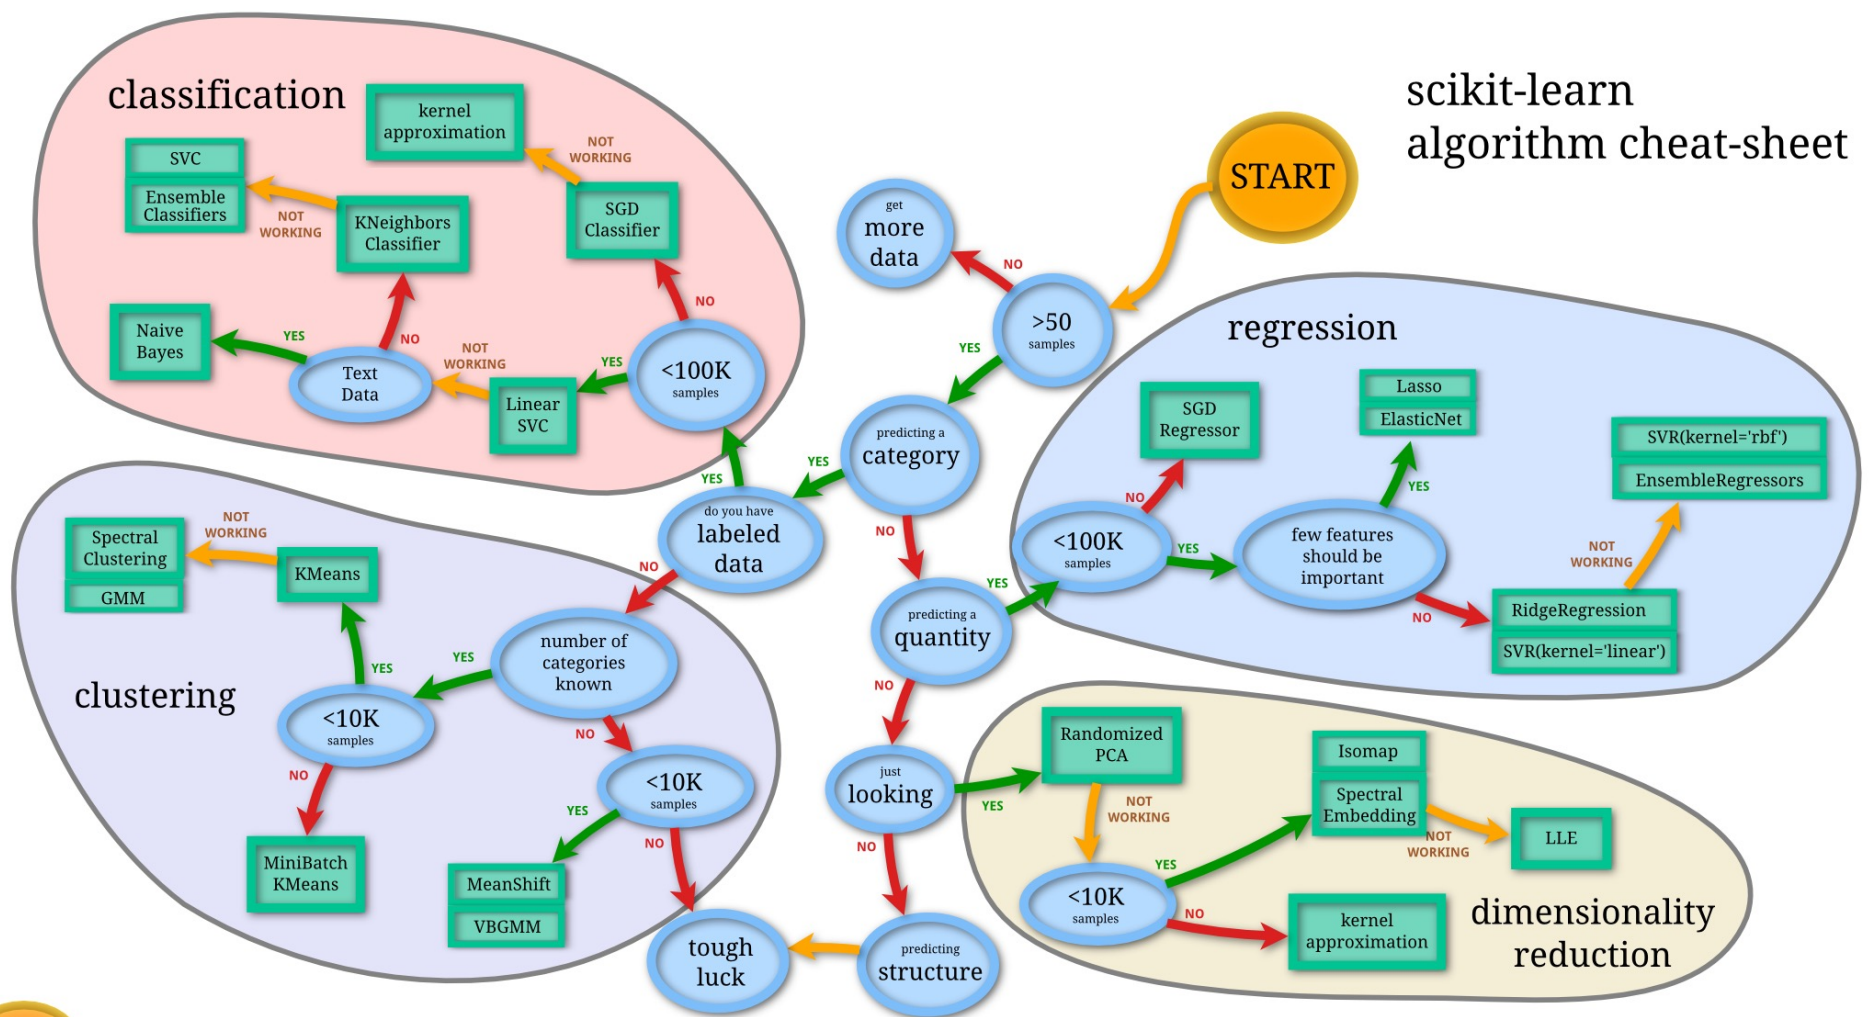 scikit-learn
algorithm cheat-sheet
START
>50
samples
NO
get
more
data
YES
predicting a
category
YES
do you have
labeled
data
YES
NO
predicting a
quantity
YES
NO
just
looking
YES
NO
predicting
structure
tough
luck
NO
classification
<100K
samples
NO
SGD
Classifier
NOT
WORKING
kernel
approximation
YES
Linear
SVC
NOT
WORKING
Text
Data
YES
Naive
Bayes
NO
KNeighbors
Classifier
NOT
WORKING
SVC
Ensemble
Classifiers
clustering
number of
categories
known
YES
<10K
samples
YES
KMeans
NOT
WORKING
Spectral
Clustering
GMM
NO
MiniBatch
KMeans
NO
<10K
samples
YES
MeanShift
VBGMM
NO
regression
<100K
samples
NO
SGD
Regressor
YES
few features
should be
important
YES
Lasso
ElasticNet
NO
RidgeRegression
SVR(kernel='linear')
NOT
WORKING
SVR(kernel='rbf')
EnsembleRegressors
dimensionality
reduction
Randomized
PCA
NOT
WORKING
<10K
samples
YES
Isomap
Spectral
Embedding
NOT
WORKING
LLE
NO
kernel
approximation